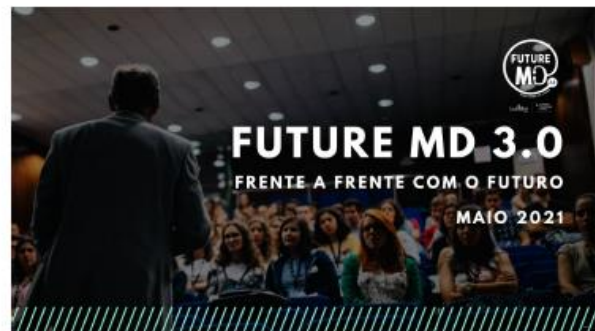 FUTURE
MD
FUTURE MD 3.0
FRENTE A FRENTE COM O FUTURO
MAIO 2021